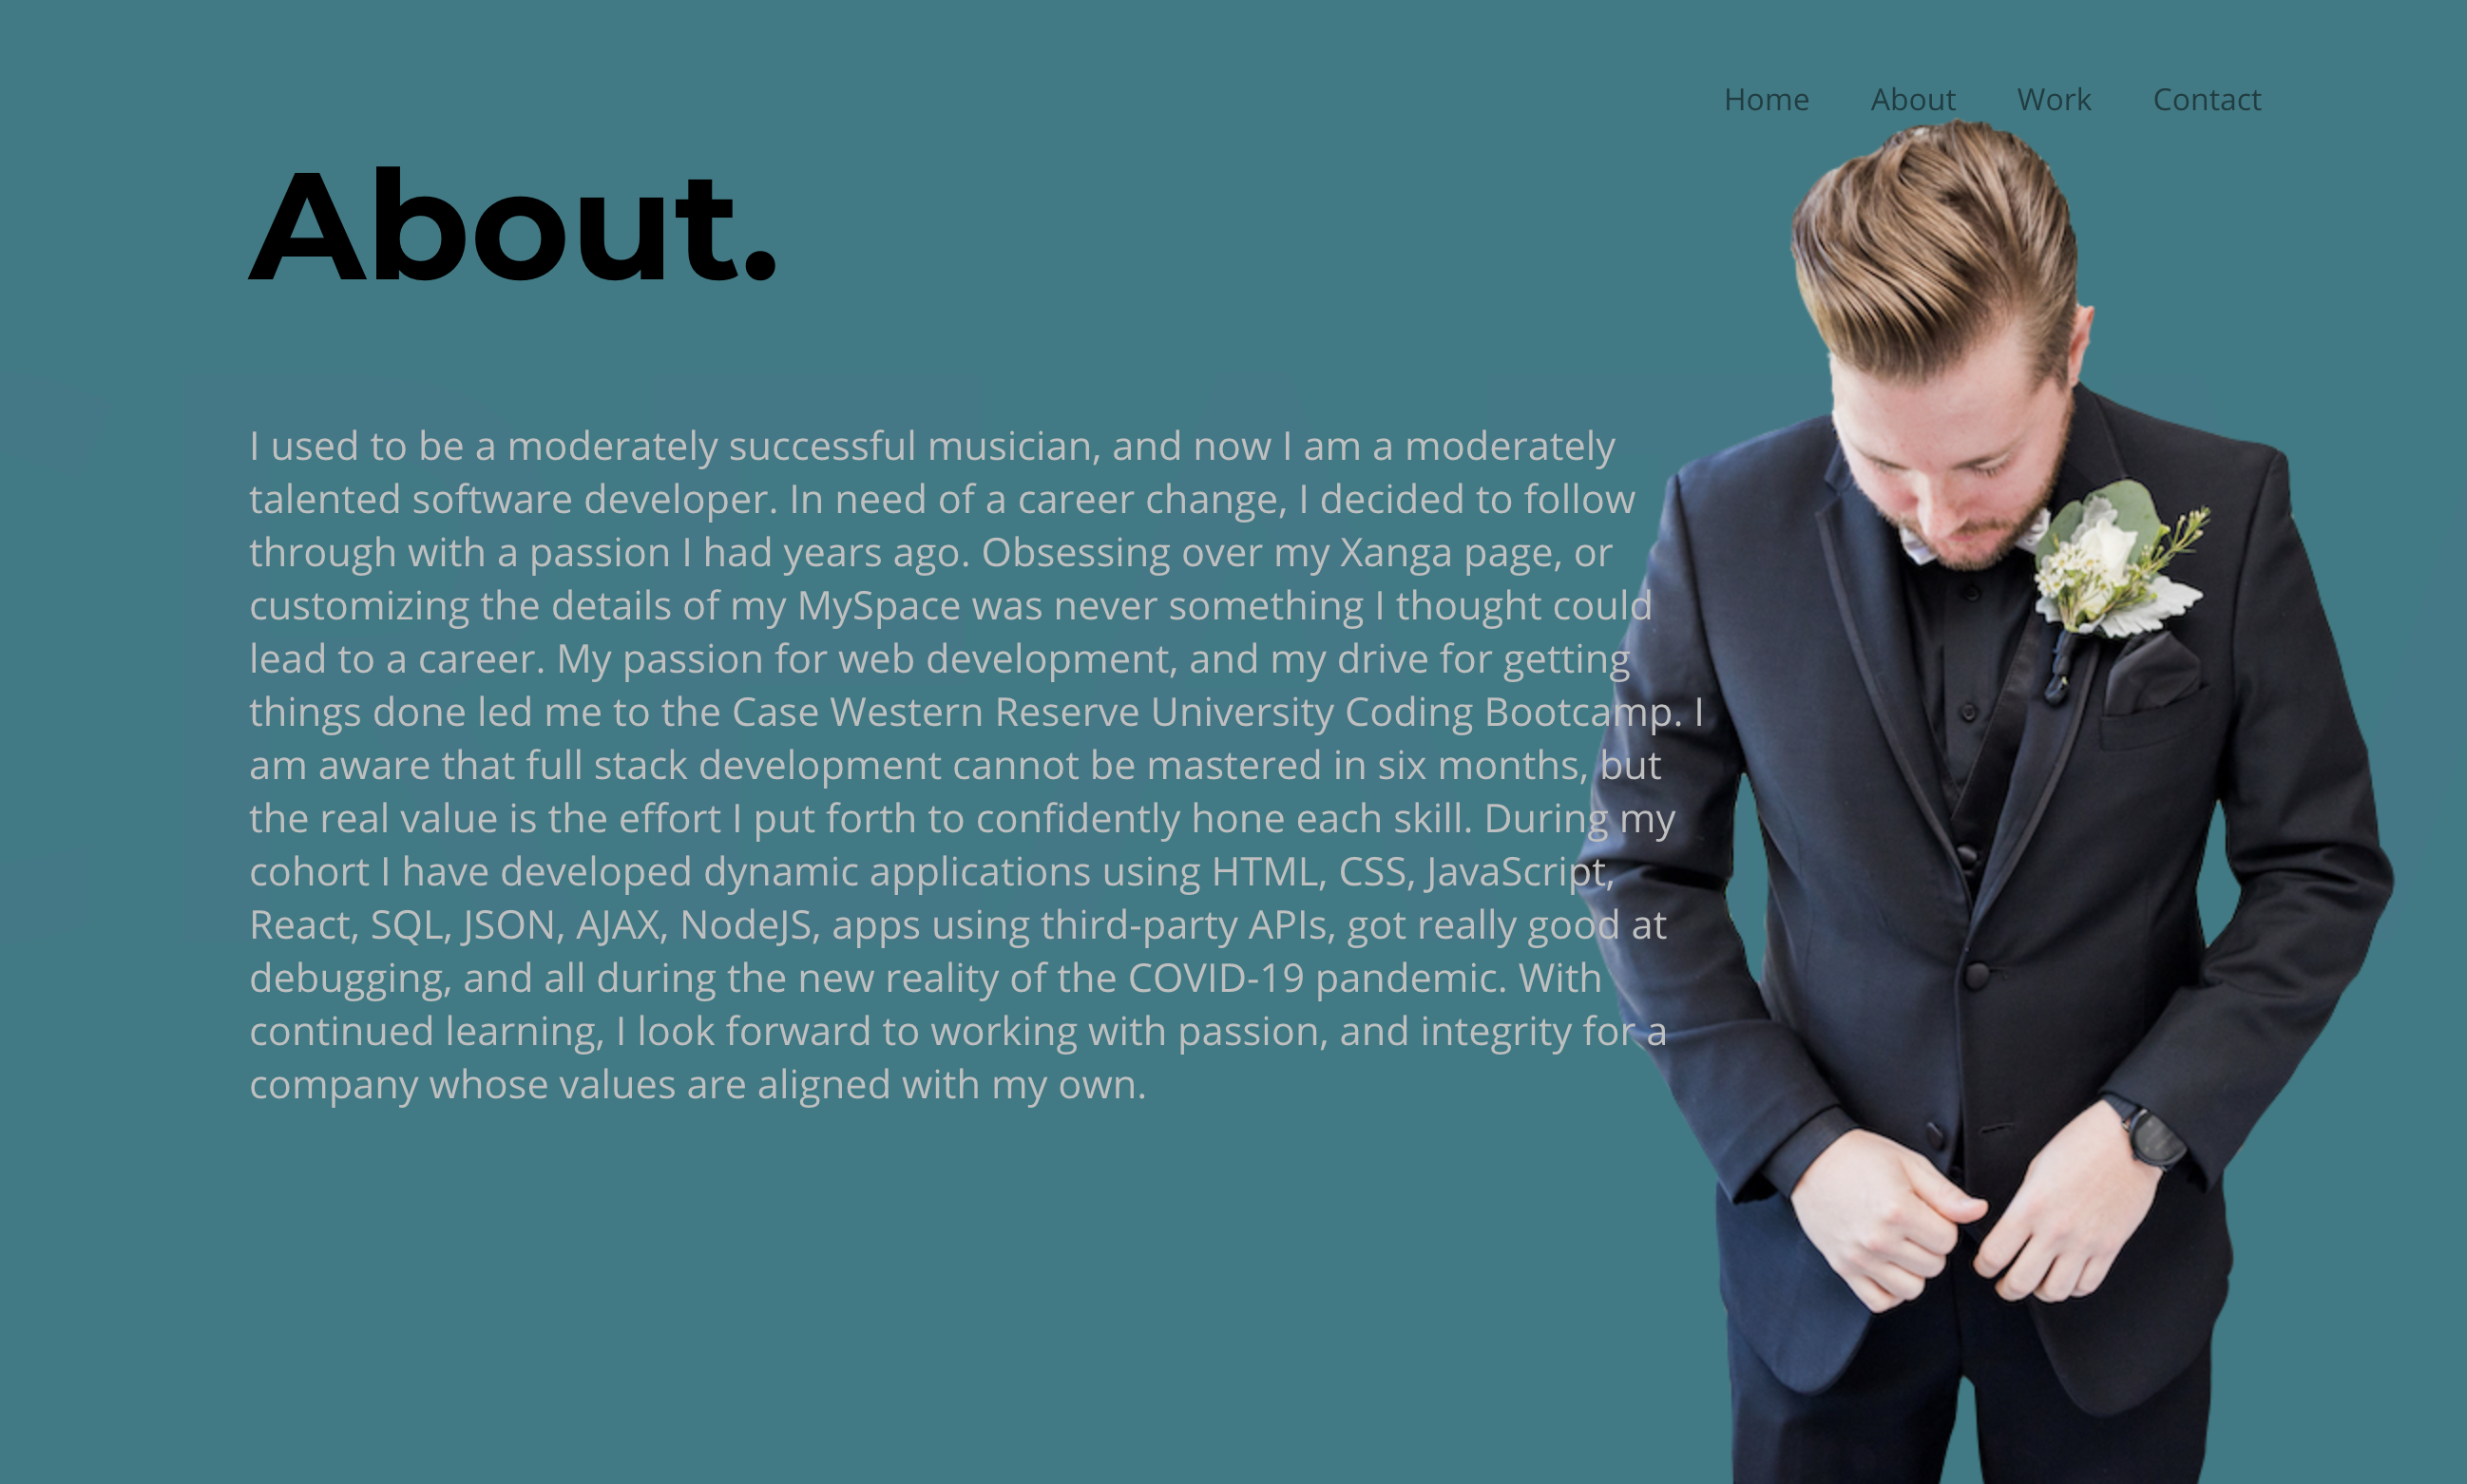 Home About Work Contact
About.
I used to be a moderately successful musician, and now I am a moderately
talented software developer. In need of a career change, I decided to follow
through with a passion I had years ago. Obsessing over my Xanga page, or
customizing the details of my MySpace was never something I thought could
lead to a career. My passion for web development, and my drive for getting
things done led me to the Case Western Reserve University Coding Bootcamp. I
am aware that full stack development cannot be mastered in six months, but
the real value is the effort I put forth to confidently hone each skill. During my
cohort I have developed dynamic applications using HTML, CSS, JavaScript,
React, SQL, JSON, AJAX, NodeJS, apps using third-party APIs, got really good at
debugging, and all during the new reality of the COVID-19 pandemic. With
continued learning, I look forward to working with passion, and integrity for a
company whose values are aligned with my own.